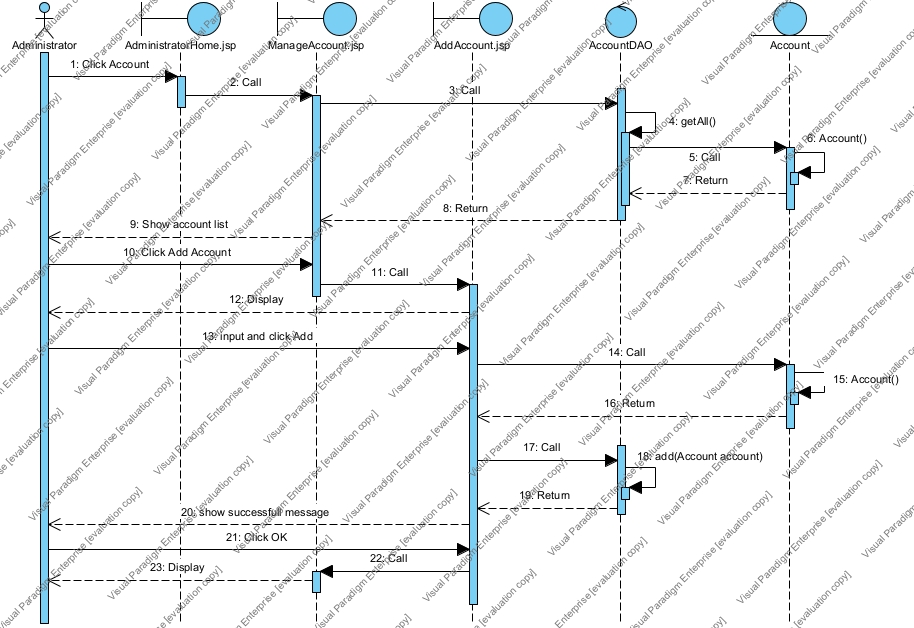 Administrator
AdministratorHome.jsp
ManageAccount.jsp
AddAccount.jsp
AccountDAO
Account
1: Click Account
2: Call
3: Call
4: getAll()
5: Call
6: Account()
7: Return
8: Return
9: Show account list
10: Click Add Account
11: Call
12: Display
13: input and click Add
14: Call
15: Account()
16: Return
17: Call
18: add(Account account)
19: Return
20: show successfull message
21: Click OK
22: Call
23: Display
Visual Paradigm Enterprise [evaluation copy]